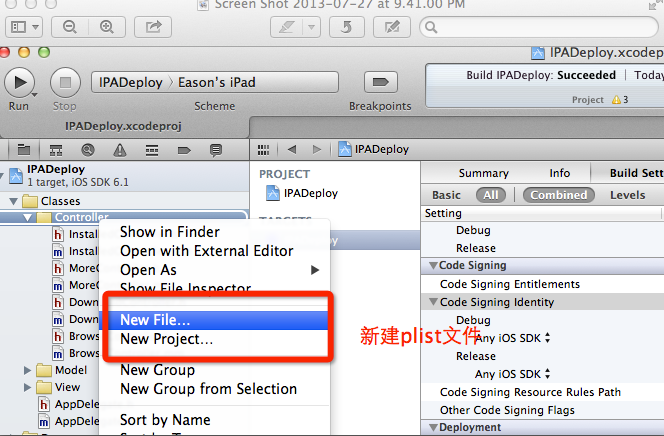 Screen Shot 2013-07-27 at 9.41.00 PM
IPADeploy.xcodep
Run
Stop
IPADeploy
Eason's iPad
Scheme
Breakpoints
Build IPADeploy: Succeeded
Today
Project
3
IPADeploy.xcodeproj
IPADeploy
IPADeploy
1 target, iOS SDK 6.1
Classes
Controller
h Install
m Install
h MoreC
m MoreC
h Down
m Down
h Brows
m Brows
Model
View
h AppDele
m AppDele
Show in Finder
Open with External Editor
Open As
Show File Inspector
New File...
New Project...
New Group
New Group from Selection
Sort by Name
PROJECT
IPADeploy
TARGETS
新建plist文件
Summary
Info
Build Sett
Basic
All
Combined
Levels
Setting
Debug
Release
Code Signing
Code Signing Entitlements
Code Signing Identity
Debug
Any iOS SDK
Release
Any iOS SDK
Code Signing Resource Rules Path
Other Code Signing Flags
Deployment